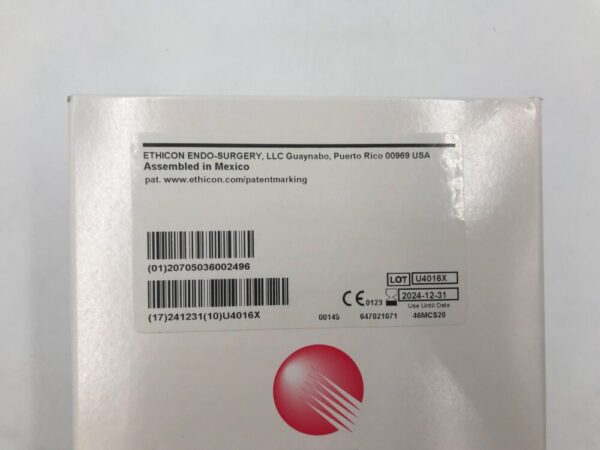 ETHICON ENDO-SURGERY, LLC Guaynabo, Puerto Rico 00969 USA
Assembled in Mexico
pat. www.ethicon.com/patentmarking
(01)20705036002496
LOT U4016X
CE 0123 2024-12-31
Use Until Date
(17)241231(10)U4016X 00145 647021071 46MCS20